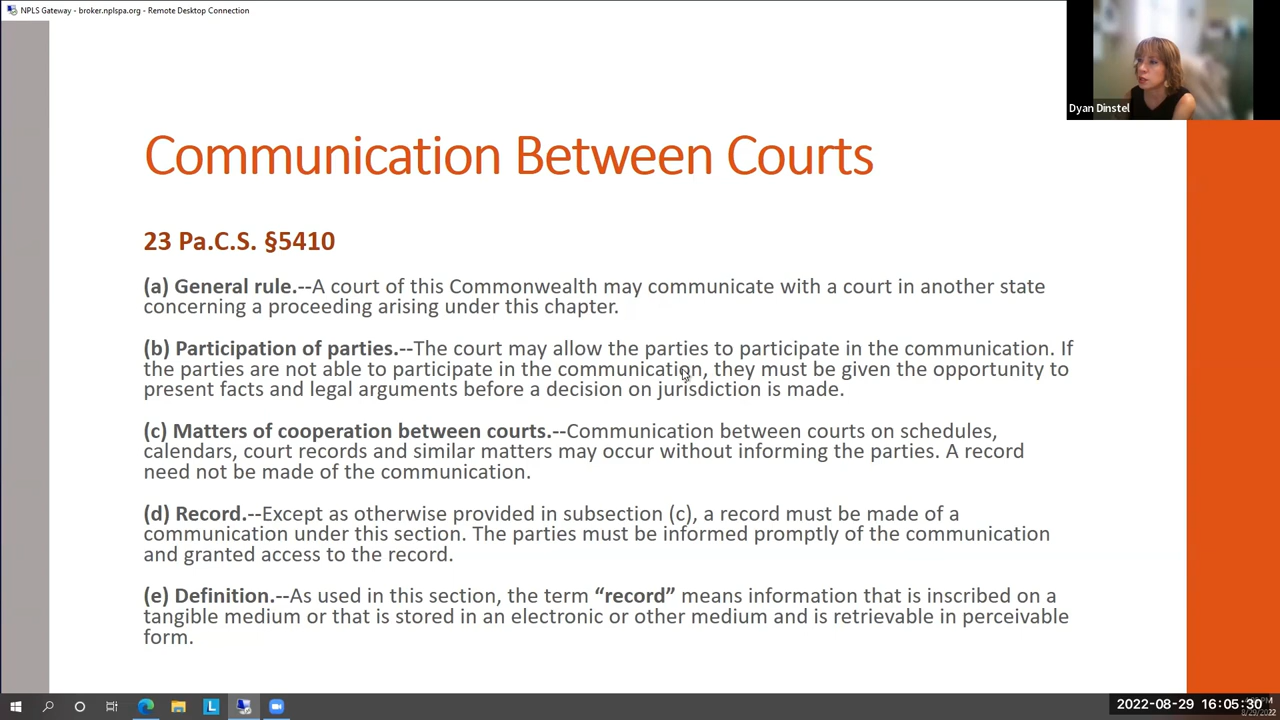 NPLS Gateway - broker.nplspa.org - Remote Desktop Connection
Dyan Dinstel
Communication Between Courts
23 Pa.C.S. §5410
(a) General rule.--A court of this Commonwealth may communicate with a court in another state
concerning a proceeding arising under this chapter.
(b) Participation of parties.--The court may allow the parties to participate in the communication. If
the parties are not able to participate in the communication, they must be given the opportunity to
present facts and legal arguments before a decision on jurisdiction is made.
(c) Matters of cooperation between courts.--Communication between courts on schedules,
calendars, court records and similar matters may occur without informing the parties. A record
need not be made of the communication.
(d) Record.--Except as otherwise provided in subsection (c), a record must be made of a
communication under this section. The parties must be informed promptly of the communication
and granted access to the record.
(e) Definition.--As used in this section, the term “record” means information that is inscribed on a
tangible medium or that is stored in an electronic or other medium and is retrievable in perceivable
form.
L
2022-08-29 16:05:30